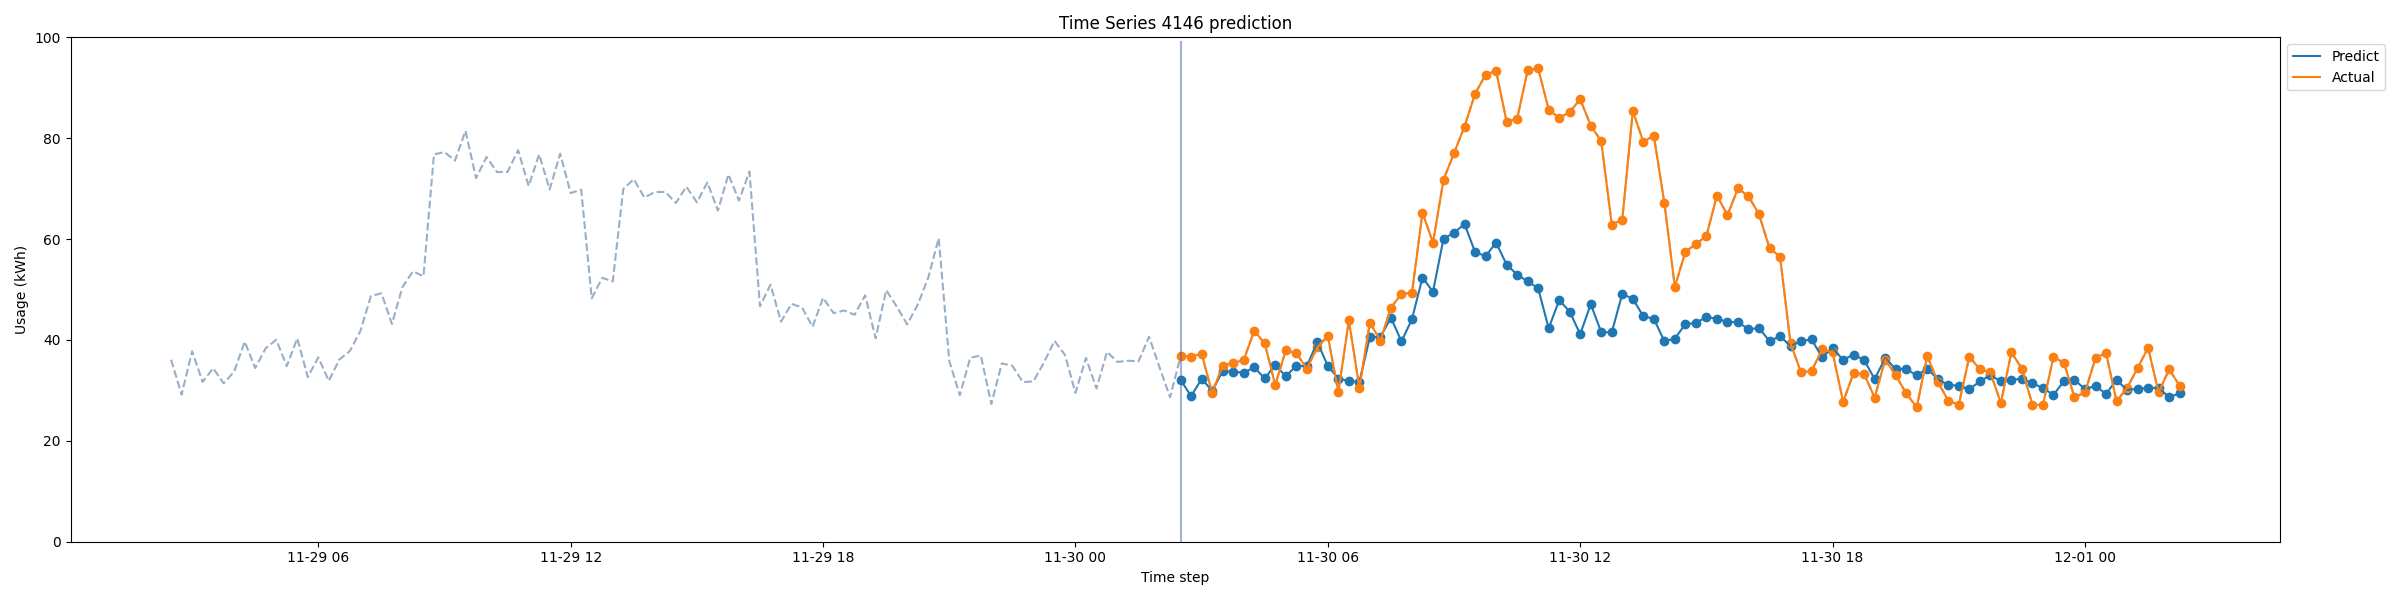 Time Series 4146 prediction
Predict
Actual
100
80
60
40
20
0
Usage (kWh)
11-29 06
11-29 12
11-29 18
11-30 00
11-30 06
11-30 12
11-30 18
12-01 00
Time step